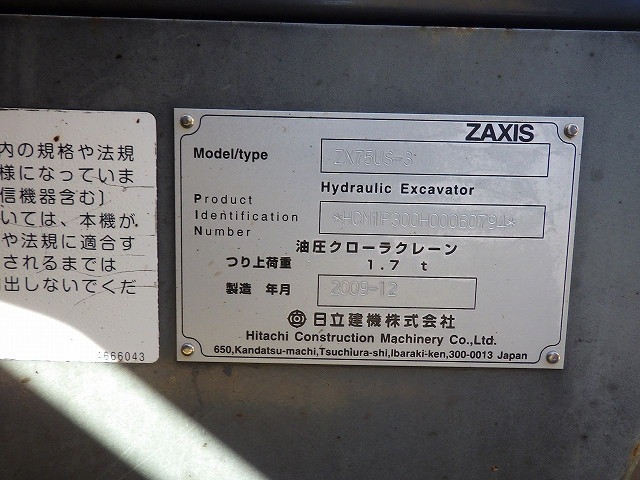 内の規格や法規
様になっていま
信機器含む〕
いては、本機が
や法規に適合す
されるまでは
出しないでくだ
666043
ZAXIS
Model/type ZX75US-3
Hydraulic Excavator
Product Identification Number *HCM1P300H00060794*
油圧クローラクレーン
つり上荷重 1.7 t
製造 年月 2009-12
日立建機株式会社
Hitachi Construction Machinery Co.,Ltd.
650,Kandatsu-machi,Tsuchiura-shi,Ibaraki-ken,300-0013 Japan